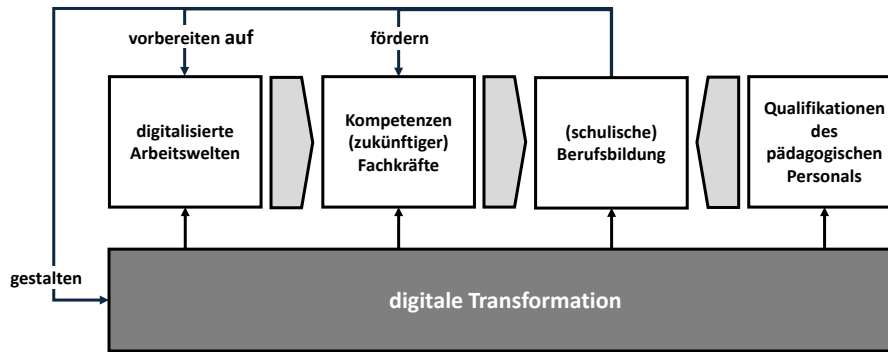 vorbereiten auf
fördern
digitalisierte
Arbeitswelten
Kompetenzen
(zukünftiger)
Fachkräfte
(schulische)
Berufsbildung
Qualifikationen
des
pädagogischen
Personals
gestalten
digitale Transformation